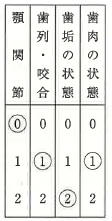 顎関節
歯列・咬合
歯垢の状態
歯肉の状態
0 0 0 0
1 1 1 1
2 2 2 2